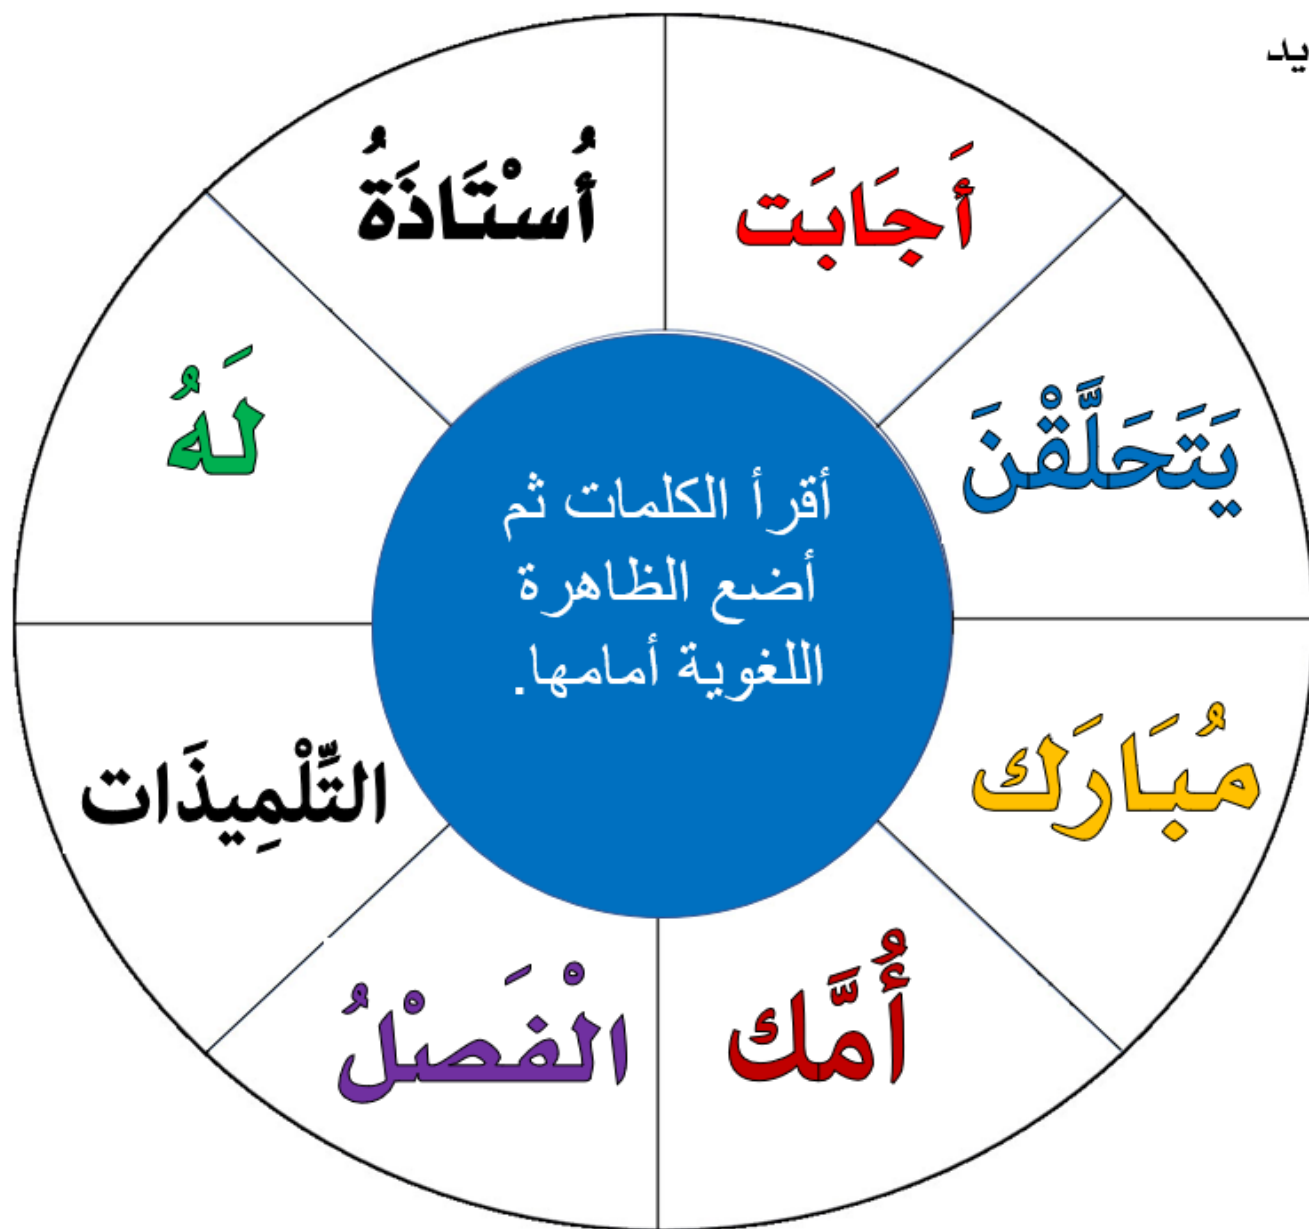 أُسْتَاذَةُ
أَجَابَت
يَتَحَلَّقْنَ
مُبَارَك
أُمَّك
الْفَصْلُ
التِّلْمِيذَات
لَهُ
أقرأ الكلمات ثم
أضع الظاهرة
اللغوية أمامها.